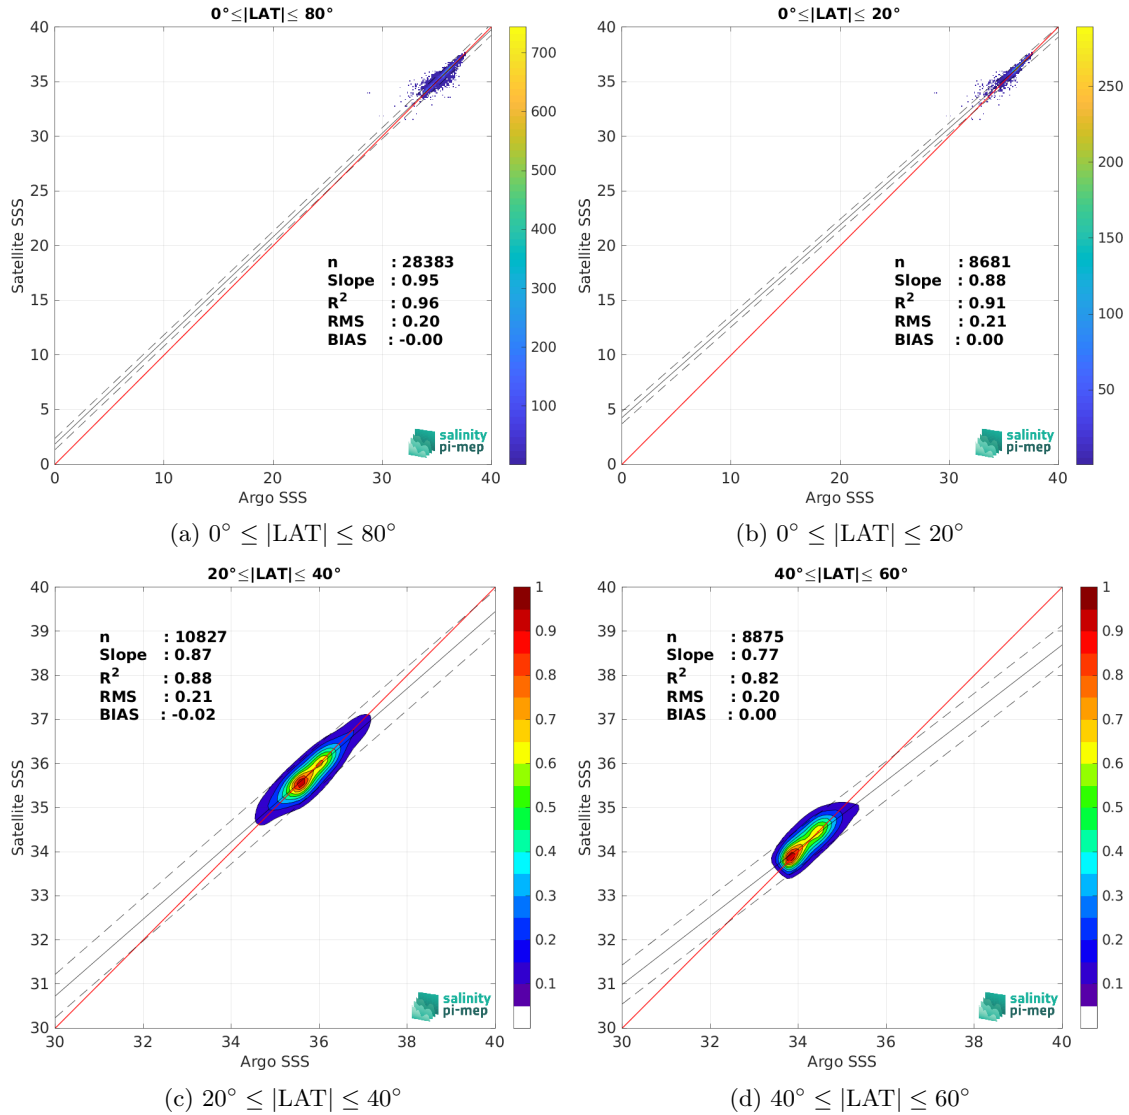 0°≤|LAT|≤ 80°
40
35
30
25
20
15
10
5
0
0
10
20
30
40
Satellite SSS
Argo SSS
n : 28383
Slope : 0.95
R² : 0.96
RMS : 0.20
BIAS : -0.00
salinity
pi-mep
700
600
500
400
300
200
100
(a) 0° ≤ |LAT| ≤ 80°
0°≤|LAT|≤ 20°
40
35
30
25
20
15
10
5
0
0
10
20
30
40
Satellite SSS
Argo SSS
n : 8681
Slope : 0.88
R² : 0.91
RMS : 0.21
BIAS : 0.00
salinity
pi-mep
250
200
150
100
50
(b) 0° ≤ |LAT| ≤ 20°
20°≤|LAT|≤ 40°
40
39
38
37
36
35
34
33
32
31
30
30
32
34
36
38
40
Satellite SSS
Argo SSS
n : 10827
Slope : 0.87
R² : 0.88
RMS : 0.21
BIAS : -0.02
salinity
pi-mep
1
0.9
0.8
0.7
0.6
0.5
0.4
0.3
0.2
0.1
(c) 20° ≤ |LAT| ≤ 40°
40°≤|LAT|≤ 60°
40
39
38
37
36
35
34
33
32
31
30
30
32
34
36
38
40
Satellite SSS
Argo SSS
n : 8875
Slope : 0.77
R² : 0.82
RMS : 0.20
BIAS : 0.00
salinity
pi-mep
1
0.9
0.8
0.7
0.6
0.5
0.4
0.3
0.2
0.1
(d) 40° ≤ |LAT| ≤ 60°